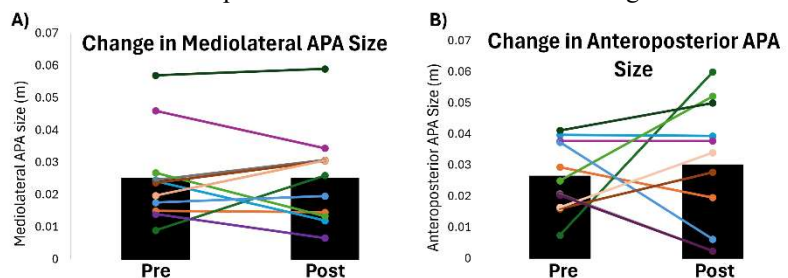 A)
Change in Mediolateral APA Size
Mediolateral APA size (m)
0.07
0.06
0.05
0.04
0.03
0.02
0.01
0
Pre
Post
B)
Change in Anteroposterior APA
Size
Anteroposterior APA Size (m)
0.07
0.06
0.05
0.04
0.03
0.02
0.01
0
Pre
Post